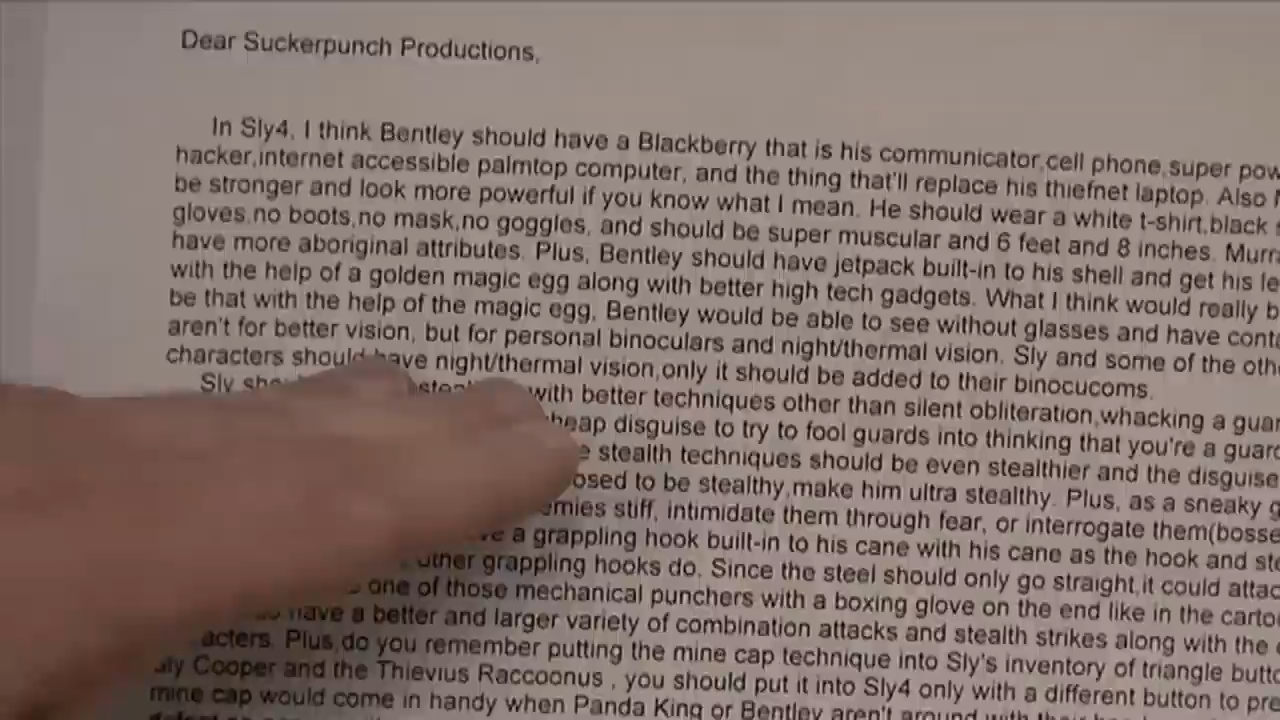 Dear Suckerpunch Productions,
In Sly4, I think Bentley should have a Blackberry that is his communicator,cell phone,super pow
hacker,internet accessible palmtop computer, and the thing that'll replace his thiefnet laptop. Also
be stronger and look more powerful if you know what I mean. He should wear a white t-shirt,black
gloves,no boots,no mask,no goggles, and should be super muscular and 6 feet and 8 inches. Murr
have more aboriginal attributes. Plus, Bentley should have jetpack built-in to his shell and get his le
with the help of a golden magic egg along with better high tech gadgets. What I think would really b
be that with the help of the magic egg, Bentley would be able to see without glasses and have conta
aren't for better vision, but for personal binoculars and night/thermal vision. Sly and some of the oth
characters should have night/thermal vision,only it should be added to their binocucoms.
Sly with better techniques other than silent obliteration,whacking a guar
heap disguise to try to fool guards into thinking that you're a guard
e stealth techniques should be even stealthier and the disguise
osed to be stealthy,make him ultra stealthy. Plus, as a sneaky g
emies stiff, intimidate them through fear, or interrogate them(bosse
ve a grappling hook built-in to his cane with his cane as the hook and ste
other grappling hooks do. Since the steel should only go straight,it could attac
one of those mechanical punchers with a boxing glove on the end like in the carto
have a better and larger variety of combination attacks and stealth strikes along with the
acters. Plus,do you remember putting the mine cap technique into Sly's inventory of triangle butto
Sly Cooper and the Thievius Raccoonus , you should put it into Sly4 only with a different button to pre
mine cap would come in handy when Panda King or Bentley aren't around with